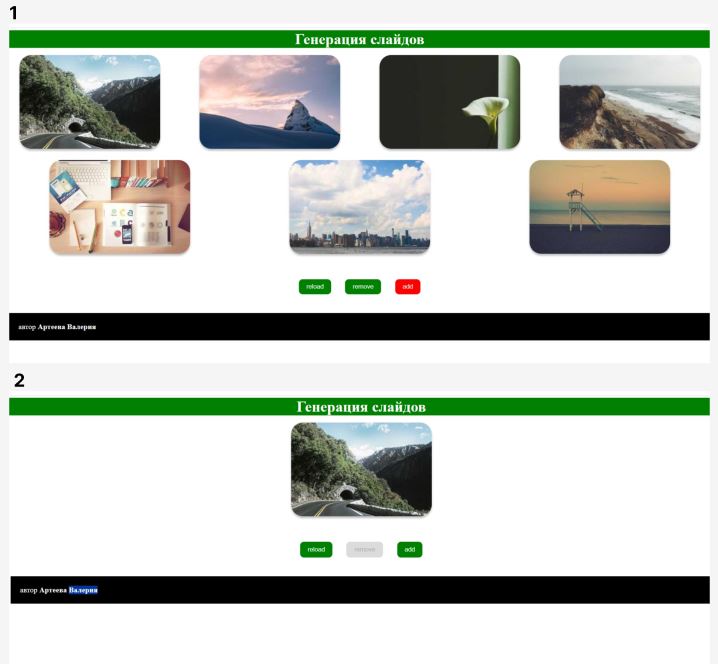 1
Генерация слайдов
reload remove add
автор Артеева Валерия
2
Генерация слайдов
reload remove add
автор Артеева Валерия